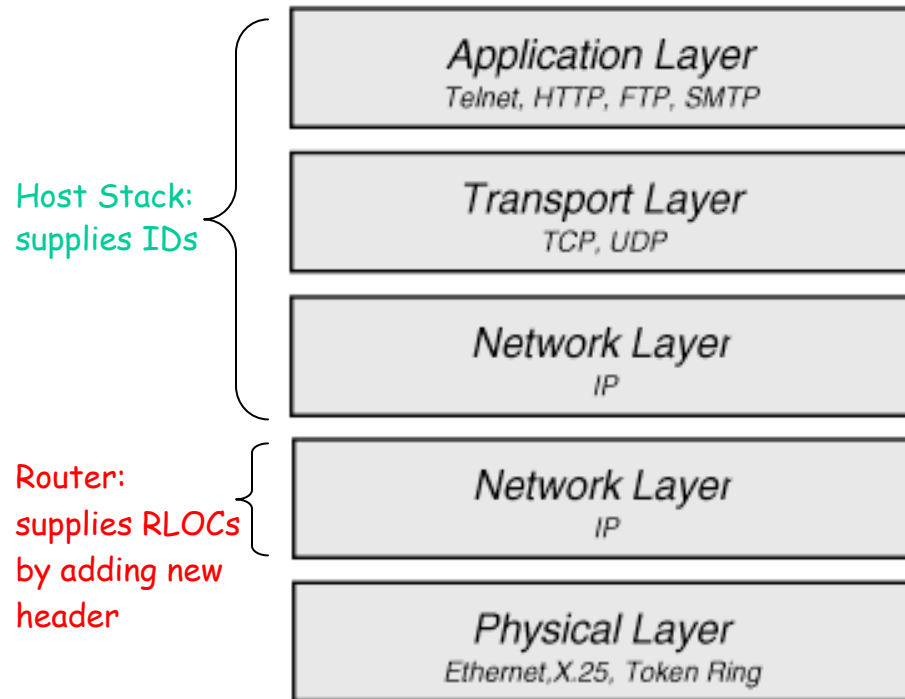 Application Layer
Telnet, HTTP, FTP, SMTP
Host Stack:
supplies IDs
Transport Layer
TCP, UDP
Network Layer
IP
Router:
supplies RLOCs
by adding new
header
Network Layer
IP
Physical Layer
Ethernet,X.25, Token Ring